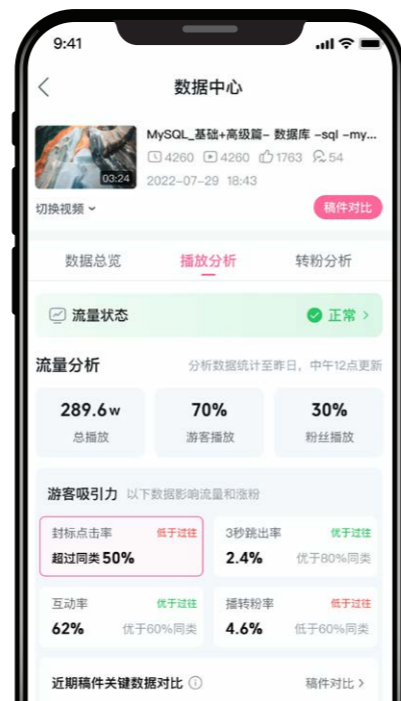 9:41
数据中心
MySQL_基础+高级篇- 数据库 -sql -my...
4260 4260 1763 54
03:24
2022-07-29 18:43
切换视频
稿件对比
数据总览 播放分析 转粉分析
流量状态 正常 >
流量分析 分析数据统计至昨日，中午12点更新
289.6w 70% 30%
总播放 游客播放 粉丝播放
游客吸引力 以下数据影响流量和涨粉
封标点击率 低于过往 3秒跳出率 优于过往
超过同类50% 2.4% 优于80%同类
互动率 优于过往 播转粉率 低于过往
62% 优于60%同类 4.6% 低于60%同类
近期稿件关键数据对比 稿件对比 >